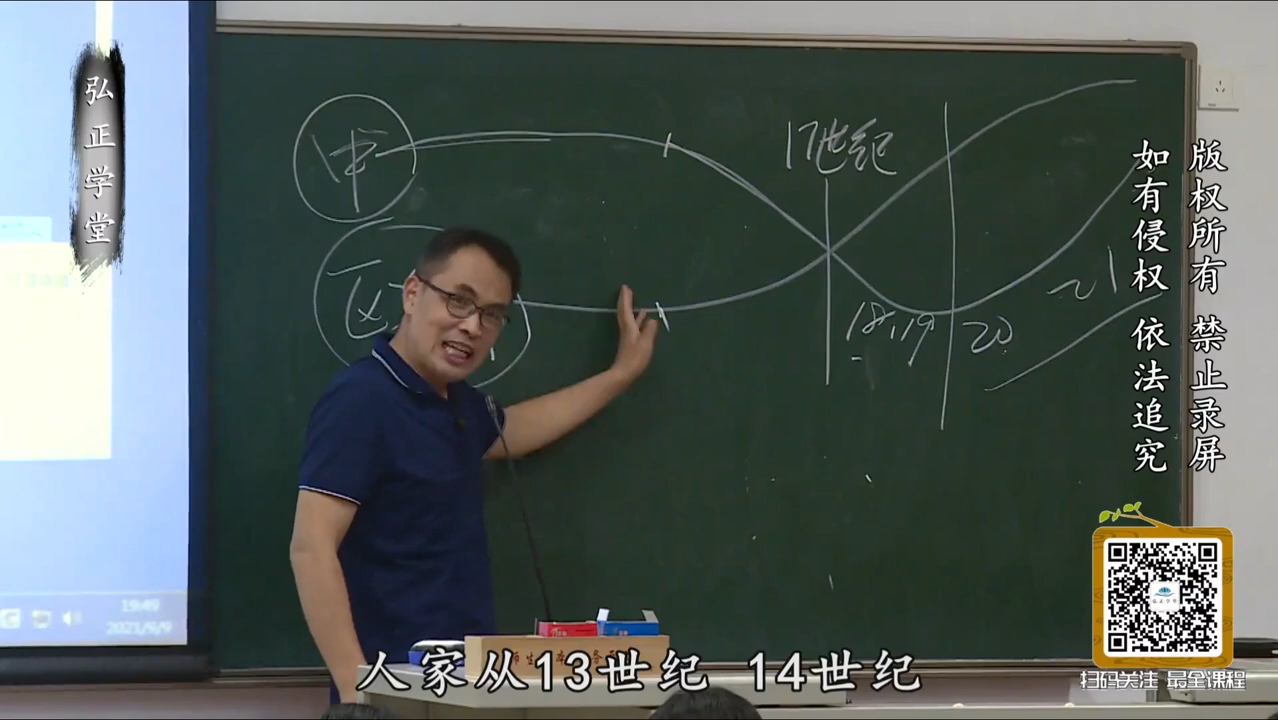 弘正学堂
中
17世纪
版权所有 禁止录屏
如有侵权 依法追究
18,19
20
21
19:49
2021/9/9
人家从13世纪 14世纪
扫码关注 最全课程